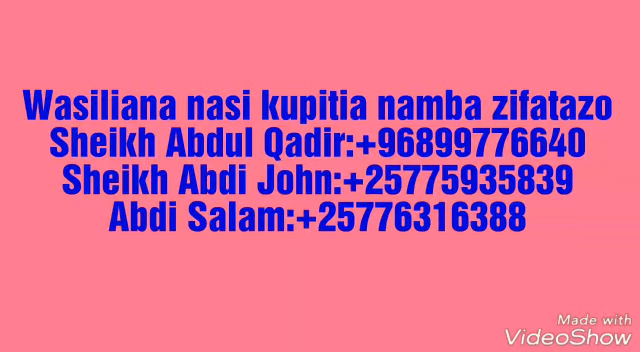 Wasiliana nasi kupitia namba zifatazo
Sheikh Abdul Qadir:+96899776640
Sheikh Abdi John:+25775935839
Abdi Salam:+25776316388
Made with
VideoShow